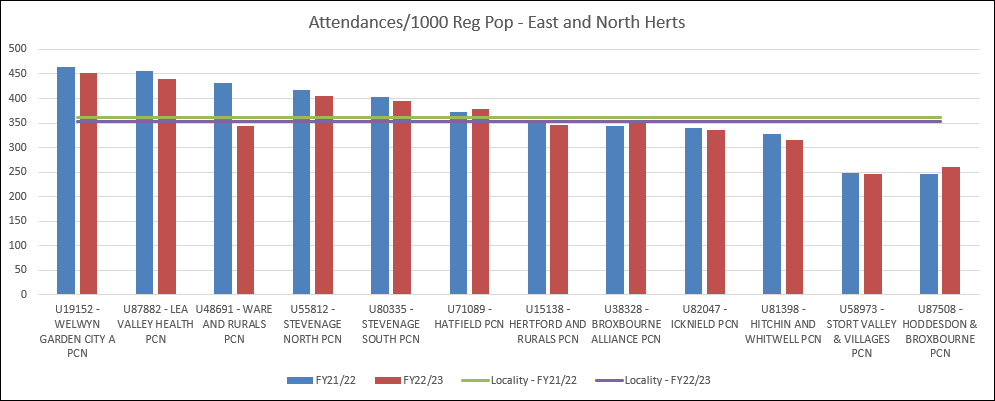 Attendances/1000 Reg Pop - East and North Herts
500
450
400
350
300
250
200
150
100
50
0
U19152 -
WELWYN
GARDEN CITY A
PCN
U87882 - LEA
VALLEY HEALTH
PCN
U48691 - WARE
AND RURALS
PCN
U55812 -
STEVENAGE
NORTH PCN
U80335 -
STEVENAGE
SOUTH PCN
U71089 -
HATFIELD PCN
U15138 -
HERTFORD AND
RURALS PCN
U38328 -
BROXBOURNE
ALLIANCE PCN
U82047 -
ICKNIELD PCN
U81398 -
HITCHIN AND
WHITWELL PCN
U58973 -
STORT VALLEY
& VILLAGES PCN
U87508 -
HODDESDON &
BROXBOURNE
PCN
FY21/22
FY22/23
Locality - FY21/22
Locality - FY22/23